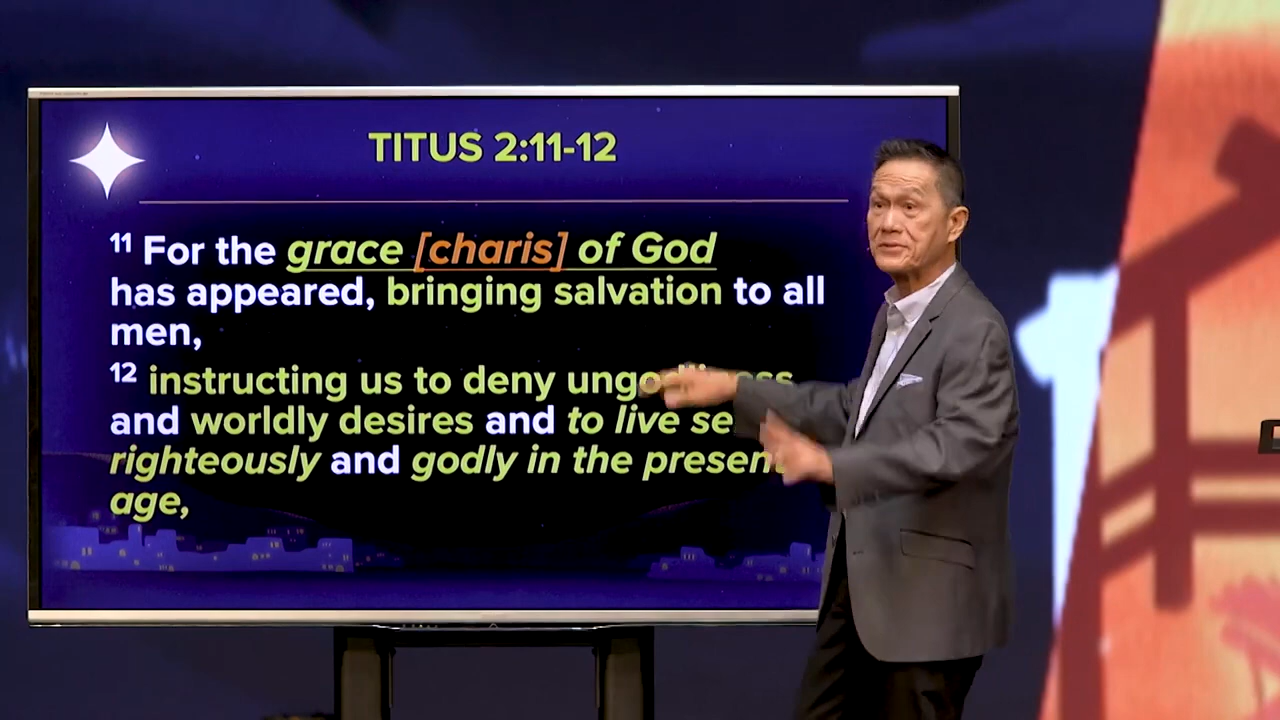 TITUS 2:11-12
11 For the grace [charis] of God
has appeared, bringing salvation to all
men,
12 instructing us to deny
and worldly desires and to live
righteously and godly in the present
age,